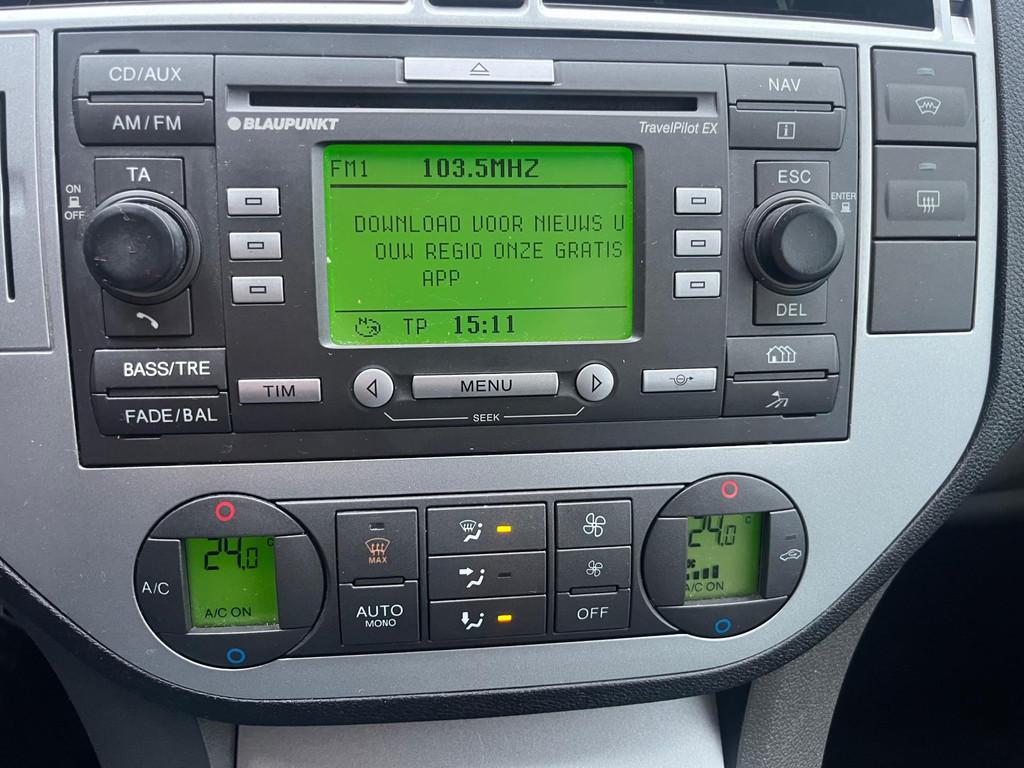 CD/AUX
AM/FM
NAV
i
BLAUPUNKT
TravelPilot EX
TA
ESC
ON
OFF
ENTER
FM1 103.5MHZ
DOWNLOAD VOOR NIEUWS U
OUW REGIO ONZE GRATIS
APP
N TP 15:11
DEL
BASS/TRE
FADE/BAL
TIM
MENU
SEEK
24.0 C
A/C
A/C ON
MAX
AUTO
MONO
OFF
24.0 C
A/C ON